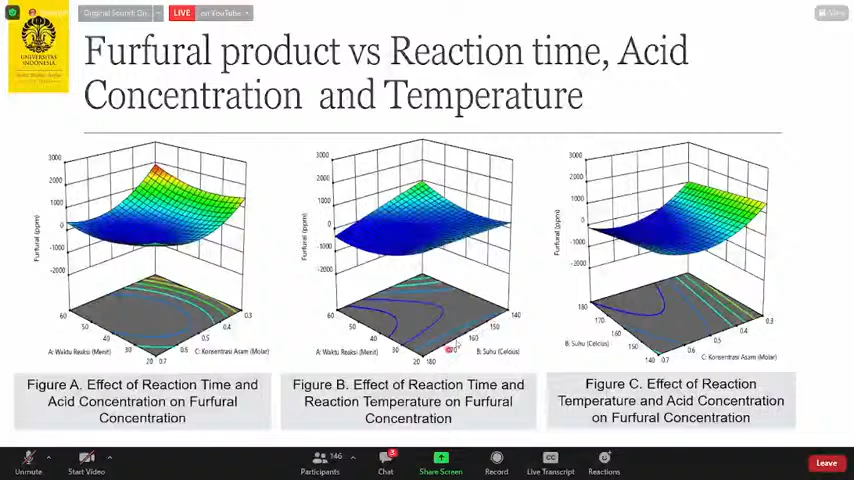 Original Sound: On
LIVE
on YouTube
View
UNIVERSITAS
INDONESIA
Furfural product vs Reaction time, Acid
Concentration and Temperature
3000
2000
1000
0
-1000
-2000
Furfural (ppm)
60
50
40
30
20
A: Waktu Reaksi (Menit)
0.7
0.6
0.5
0.4
0.3
C: Konsentrasi Asam (Molar)
3000
2000
1000
0
-1000
-2000
Furfural (ppm)
60
50
40
30
20
A: Waktu Reaksi (Menit)
180
160
150
140
B: Suhu (Celcius)
3000
2000
1000
0
-1000
-2000
Furfural (ppm)
180
170
160
150
140
B: Suhu (Celcius)
0.7
0.6
0.5
0.4
0.3
C: Konsentrasi Asam (Molar)
Figure A. Effect of Reaction Time and
Acid Concentration on Furfural
Concentration
Figure B. Effect of Reaction Time and
Reaction Temperature on Furfural
Concentration
Figure C. Effect of Reaction
Temperature and Acid Concentration
on Furfural Concentration
Unmute
Start Video
146
Participants
3
Chat
Share Screen
Record
CC
Live Transcript
Reactions
Leave